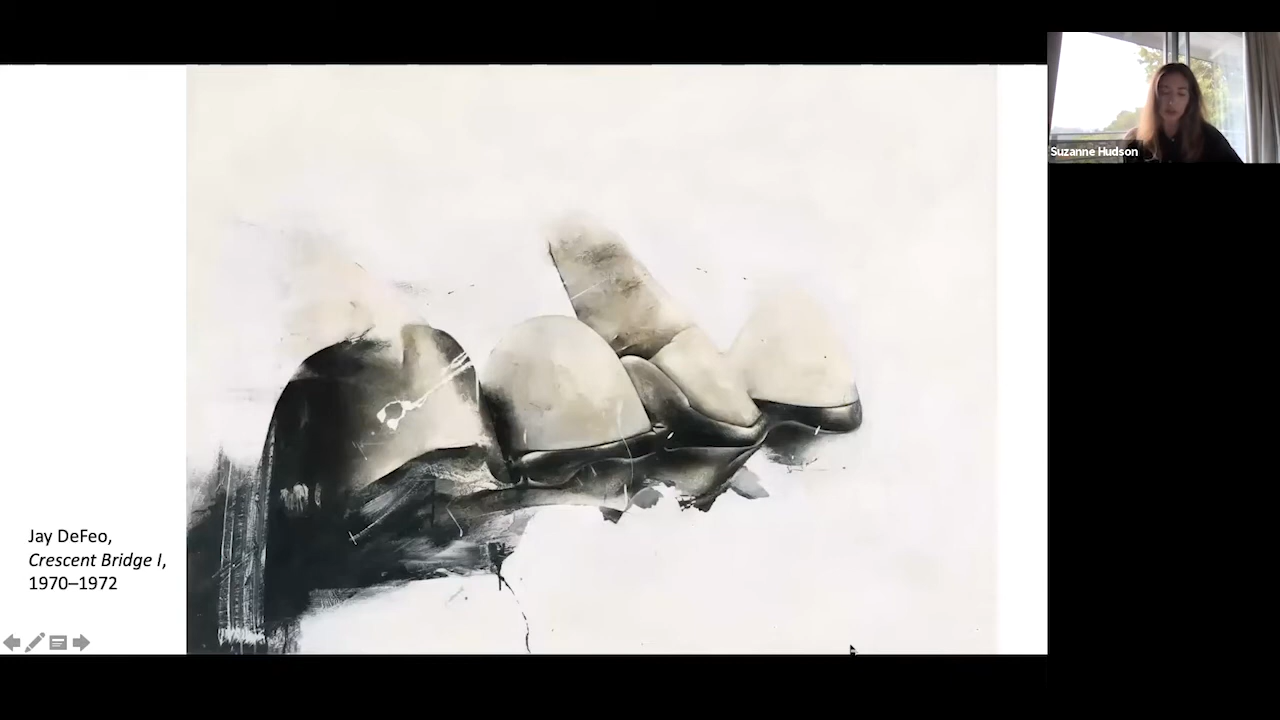 Suzanne Hudson
Jay DeFeo,
Crescent Bridge I,
1970–1972